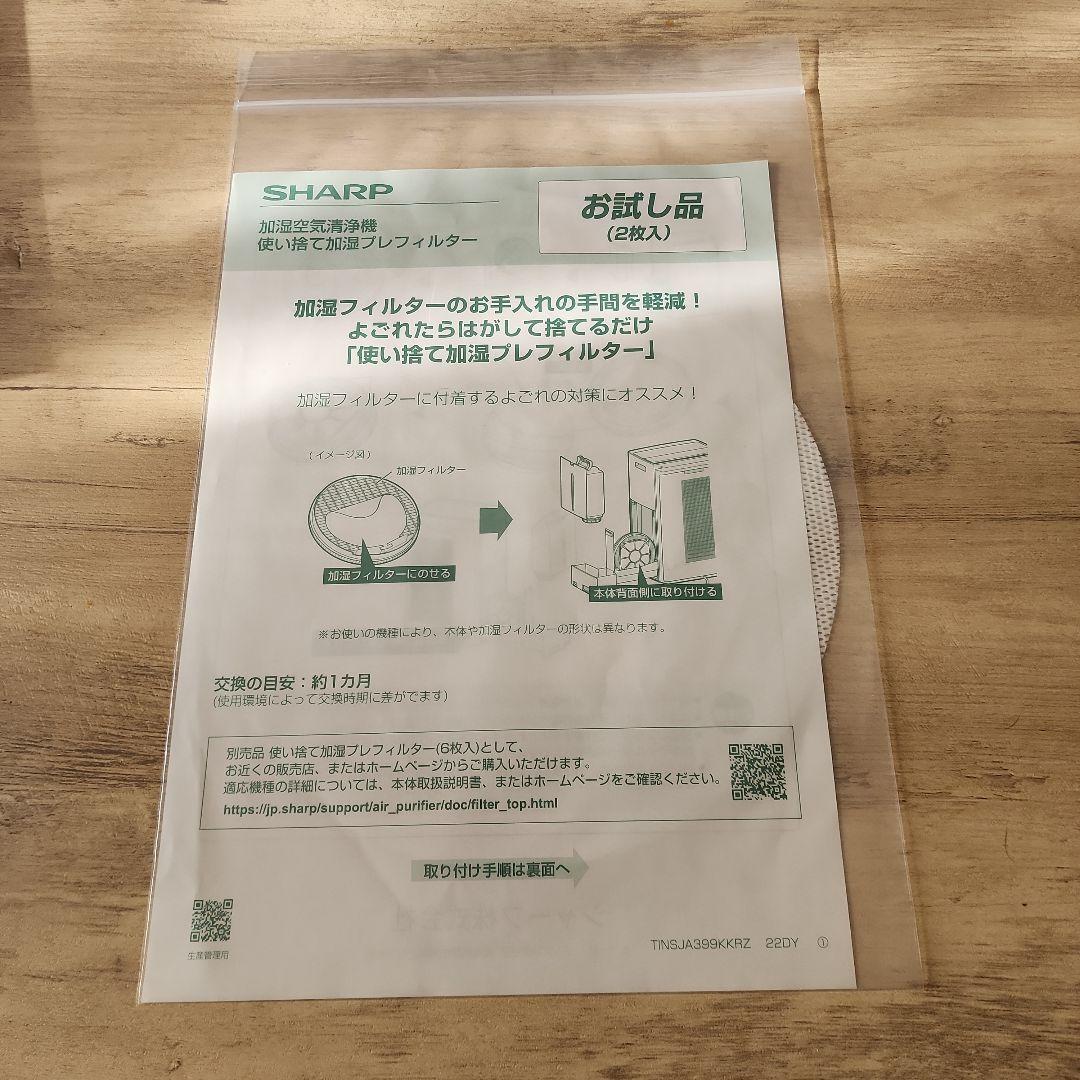 SHARP
加湿空気清浄機
使い捨て加湿プレフィルター
お試し品
(2枚入)
加湿フィルターのお手入れの手間を軽減!
よごれたらはがして捨てるだけ
「使い捨て加湿プレフィルター」
加湿フィルターに付着するよごれの対策にオススメ!
(イメージ図)
加湿フィルター
加湿フィルターにのせる
本体背面側に取り付ける
※お使いの機種により、本体や加湿フィルターの形状は異なります。
交換の目安:約1カ月
(使用環境によって交換時期に差がでます)
別売品 使い捨て加湿プレフィルター(6枚入)として、
お近くの販売店、またはホームページからご購入いただけます。
適応機種の詳細については、本体取扱説明書、またはホームページをご確認ください。
https://jp.sharp/support/air_purifier/doc/filter_top.html
取り付け手順は裏面へ
生産管理用
TINSJA399KKRZ 22DY ①